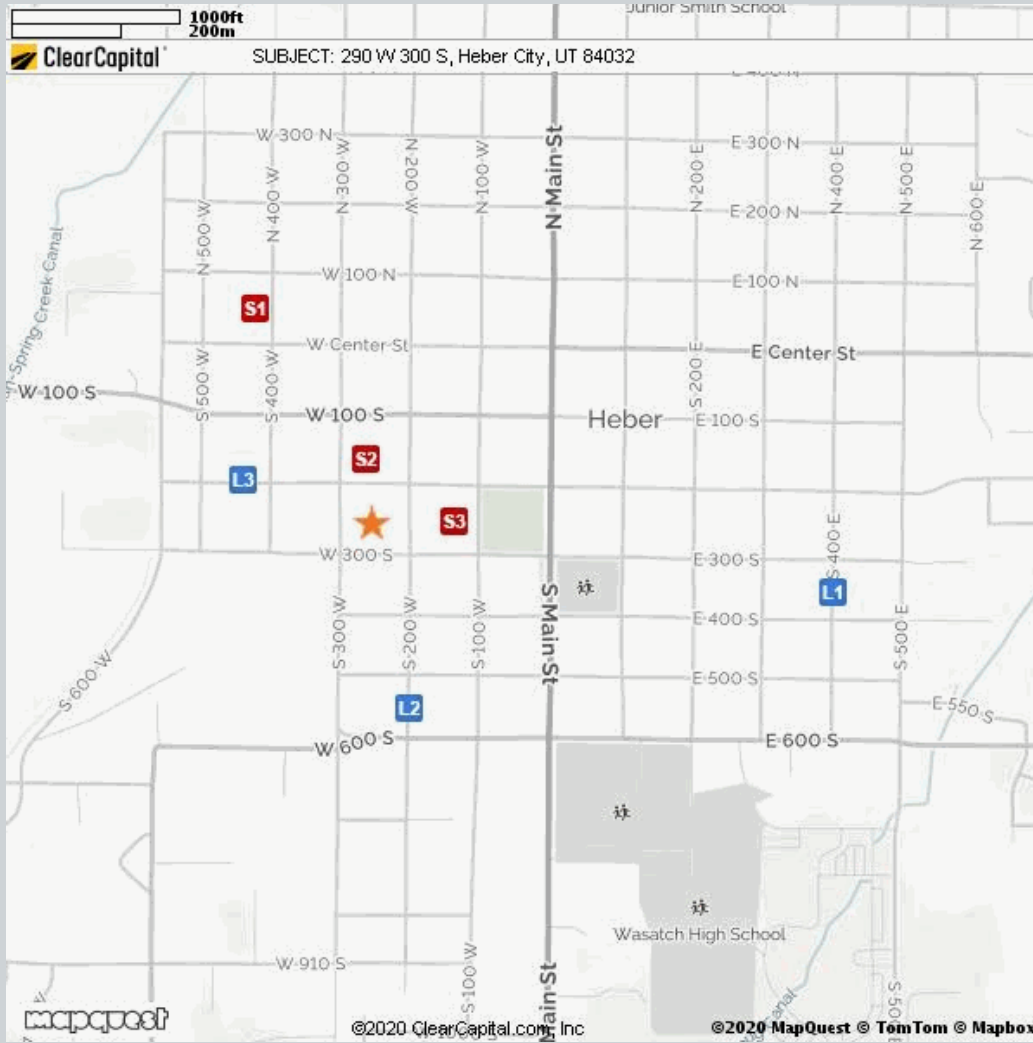 1000ft
200m
Junior Smith School
ClearCapital
SUBJECT: 290 W 300 S, Heber City, UT 84032
E 400 N
W 300 N
E 300 N
N Main St
N 300 W
N 200 W
N 100 W
N 200 E
N 400 E
N 500 E
N 400 W
N 500 W
E 200 N
N 600 E
W 100 N
E 100 N
Spring Creek Canal
S1
W Center St
E Center St
S 500 W
S 400 W
S 200 E
W 100 S
W 100 S
Heber
E 100 S
S2
L3
S3
W 300 S
E 300 S
S 400 E
L1
S Main St
E 400 S
S 300 W
S 200 W
S 100 W
S 500 E
S 600 W
E 500 S
L2
E 550 S
W 600 S
E 600 S
Wasatch High School
W 910 S
S 100 W
Main St
Canal
mapquest
©2020 ClearCapital.com, Inc
©2020 MapQuest © TomTom © Mapbox